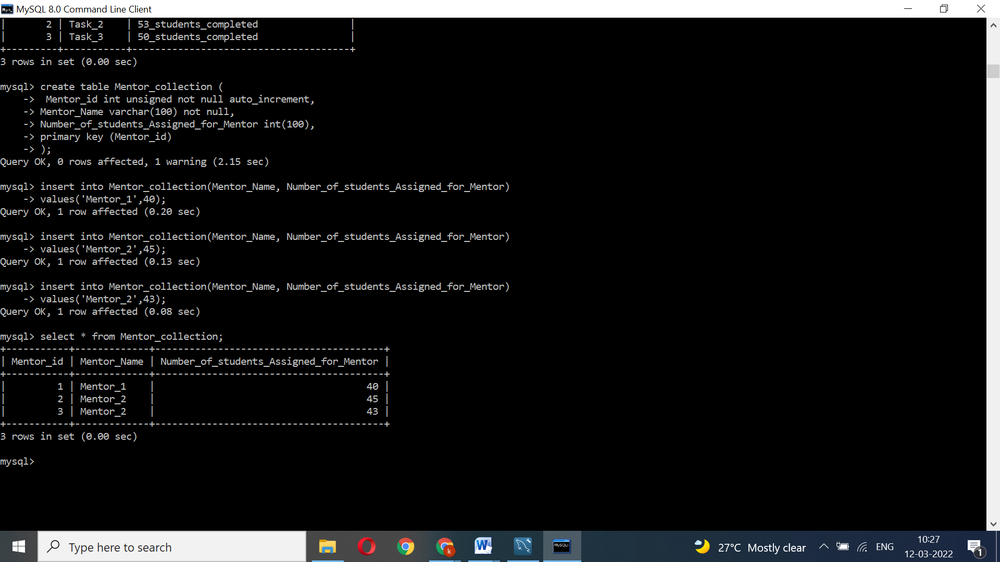 MySQL 8.0 Command Line Client
|       2 | Task_2    | 53_students_completed                |
|       3 | Task_3    | 50_students_completed                |
+---------+-----------+--------------------------------------+
3 rows in set (0.00 sec)
mysql> create table Mentor_collection (
    ->  Mentor_id int unsigned not null auto_increment,
    -> Mentor_Name varchar(100) not null,
    -> Number_of_students_Assigned_for_Mentor int(100),
    -> primary key (Mentor_id)
    -> );
Query OK, 0 rows affected, 1 warning (2.15 sec)
mysql> insert into Mentor_collection(Mentor_Name, Number_of_students_Assigned_for_Mentor)
    -> values('Mentor_1',40);
Query OK, 1 row affected (0.20 sec)
mysql> insert into Mentor_collection(Mentor_Name, Number_of_students_Assigned_for_Mentor)
    -> values('Mentor_2',45);
Query OK, 1 row affected (0.13 sec)
mysql> insert into Mentor_collection(Mentor_Name, Number_of_students_Assigned_for_Mentor)
    -> values('Mentor_2',43);
Query OK, 1 row affected (0.08 sec)
mysql> select * from Mentor_collection;
+-----------+-------------+----------------------------------------+
| Mentor_id | Mentor_Name | Number_of_students_Assigned_for_Mentor |
+-----------+-------------+----------------------------------------+
|         1 | Mentor_1    |                                     40 |
|         2 | Mentor_2    |                                     45 |
|         3 | Mentor_2    |                                     43 |
+-----------+-------------+----------------------------------------+
3 rows in set (0.00 sec)
mysql>
Type here to search
k
W
MySQL>
27°C Mostly clear
ENG
10:27
12-03-2022
1